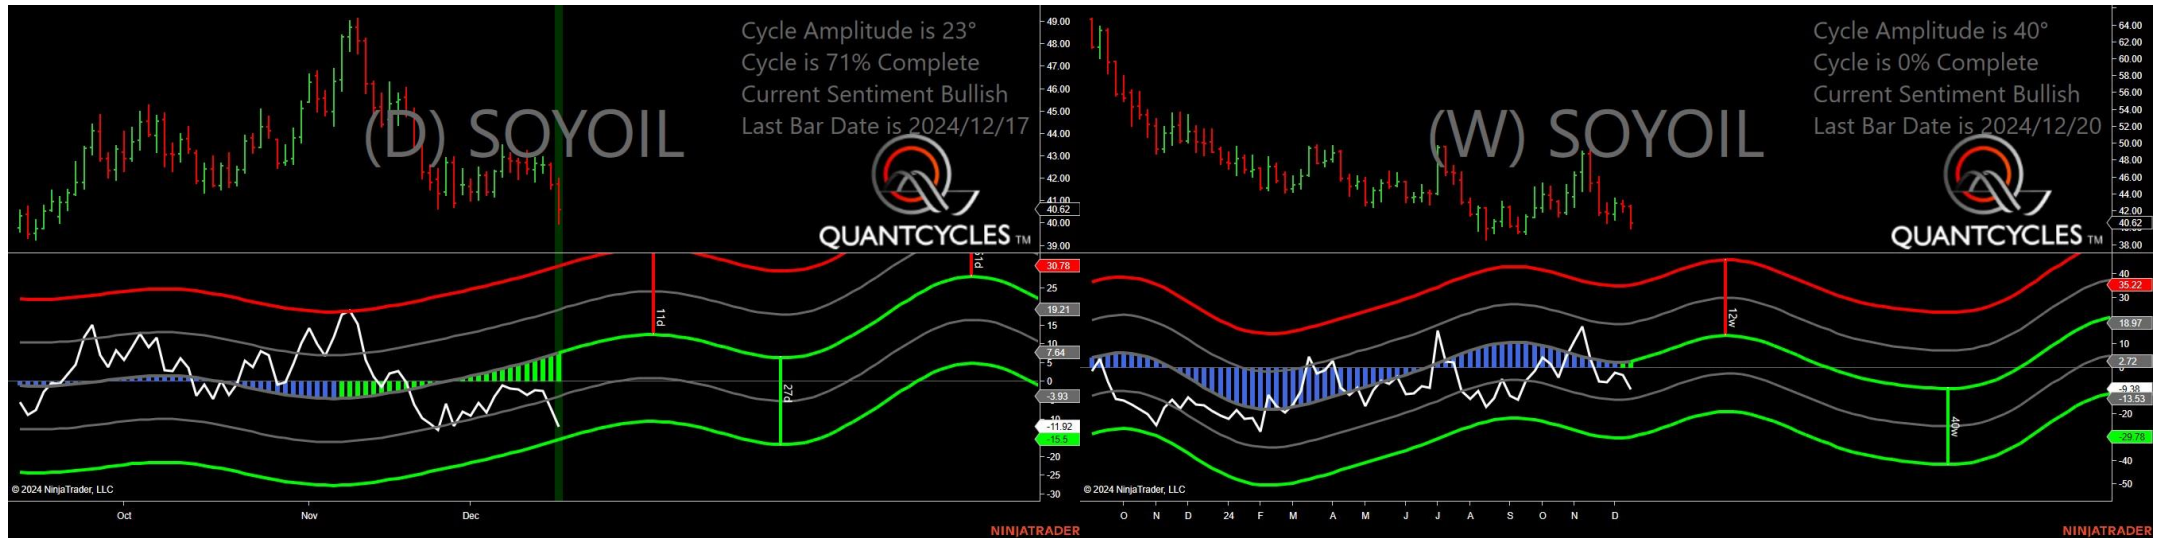 Cycle Amplitude is 23°
Cycle is 71% Complete
Current Sentiment Bullish
Last Bar Date is 2024/12/17
(D) SOYOIL
QUANTCYCLES TM
49.00
48.00
47.00
46.00
45.00
44.00
43.00
42.00
41.00
40.62
40.00
39.00
11d
27d
30.78
25
19.21
15
10
7.64
5
0
-3.93
-11.92
-15.5
-20
-25
-30
© 2024 NinjaTrader, LLC
Oct Nov Dec
NINJATRADER
Cycle Amplitude is 40°
Cycle is 0% Complete
Current Sentiment Bullish
Last Bar Date is 2024/12/20
(W) SOYOIL
QUANTCYCLES TM
64.00
62.00
60.00
58.00
56.00
54.00
52.00
50.00
48.00
46.00
44.00
42.00
40.62
38.00
12w
40w
40
35.22
30
18.97
10
2.72
-9.38
-13.53
-20
-29.78
-40
-50
© 2024 NinjaTrader, LLC
O N D 24 F M A M J J A S O N D
NINJATRADER